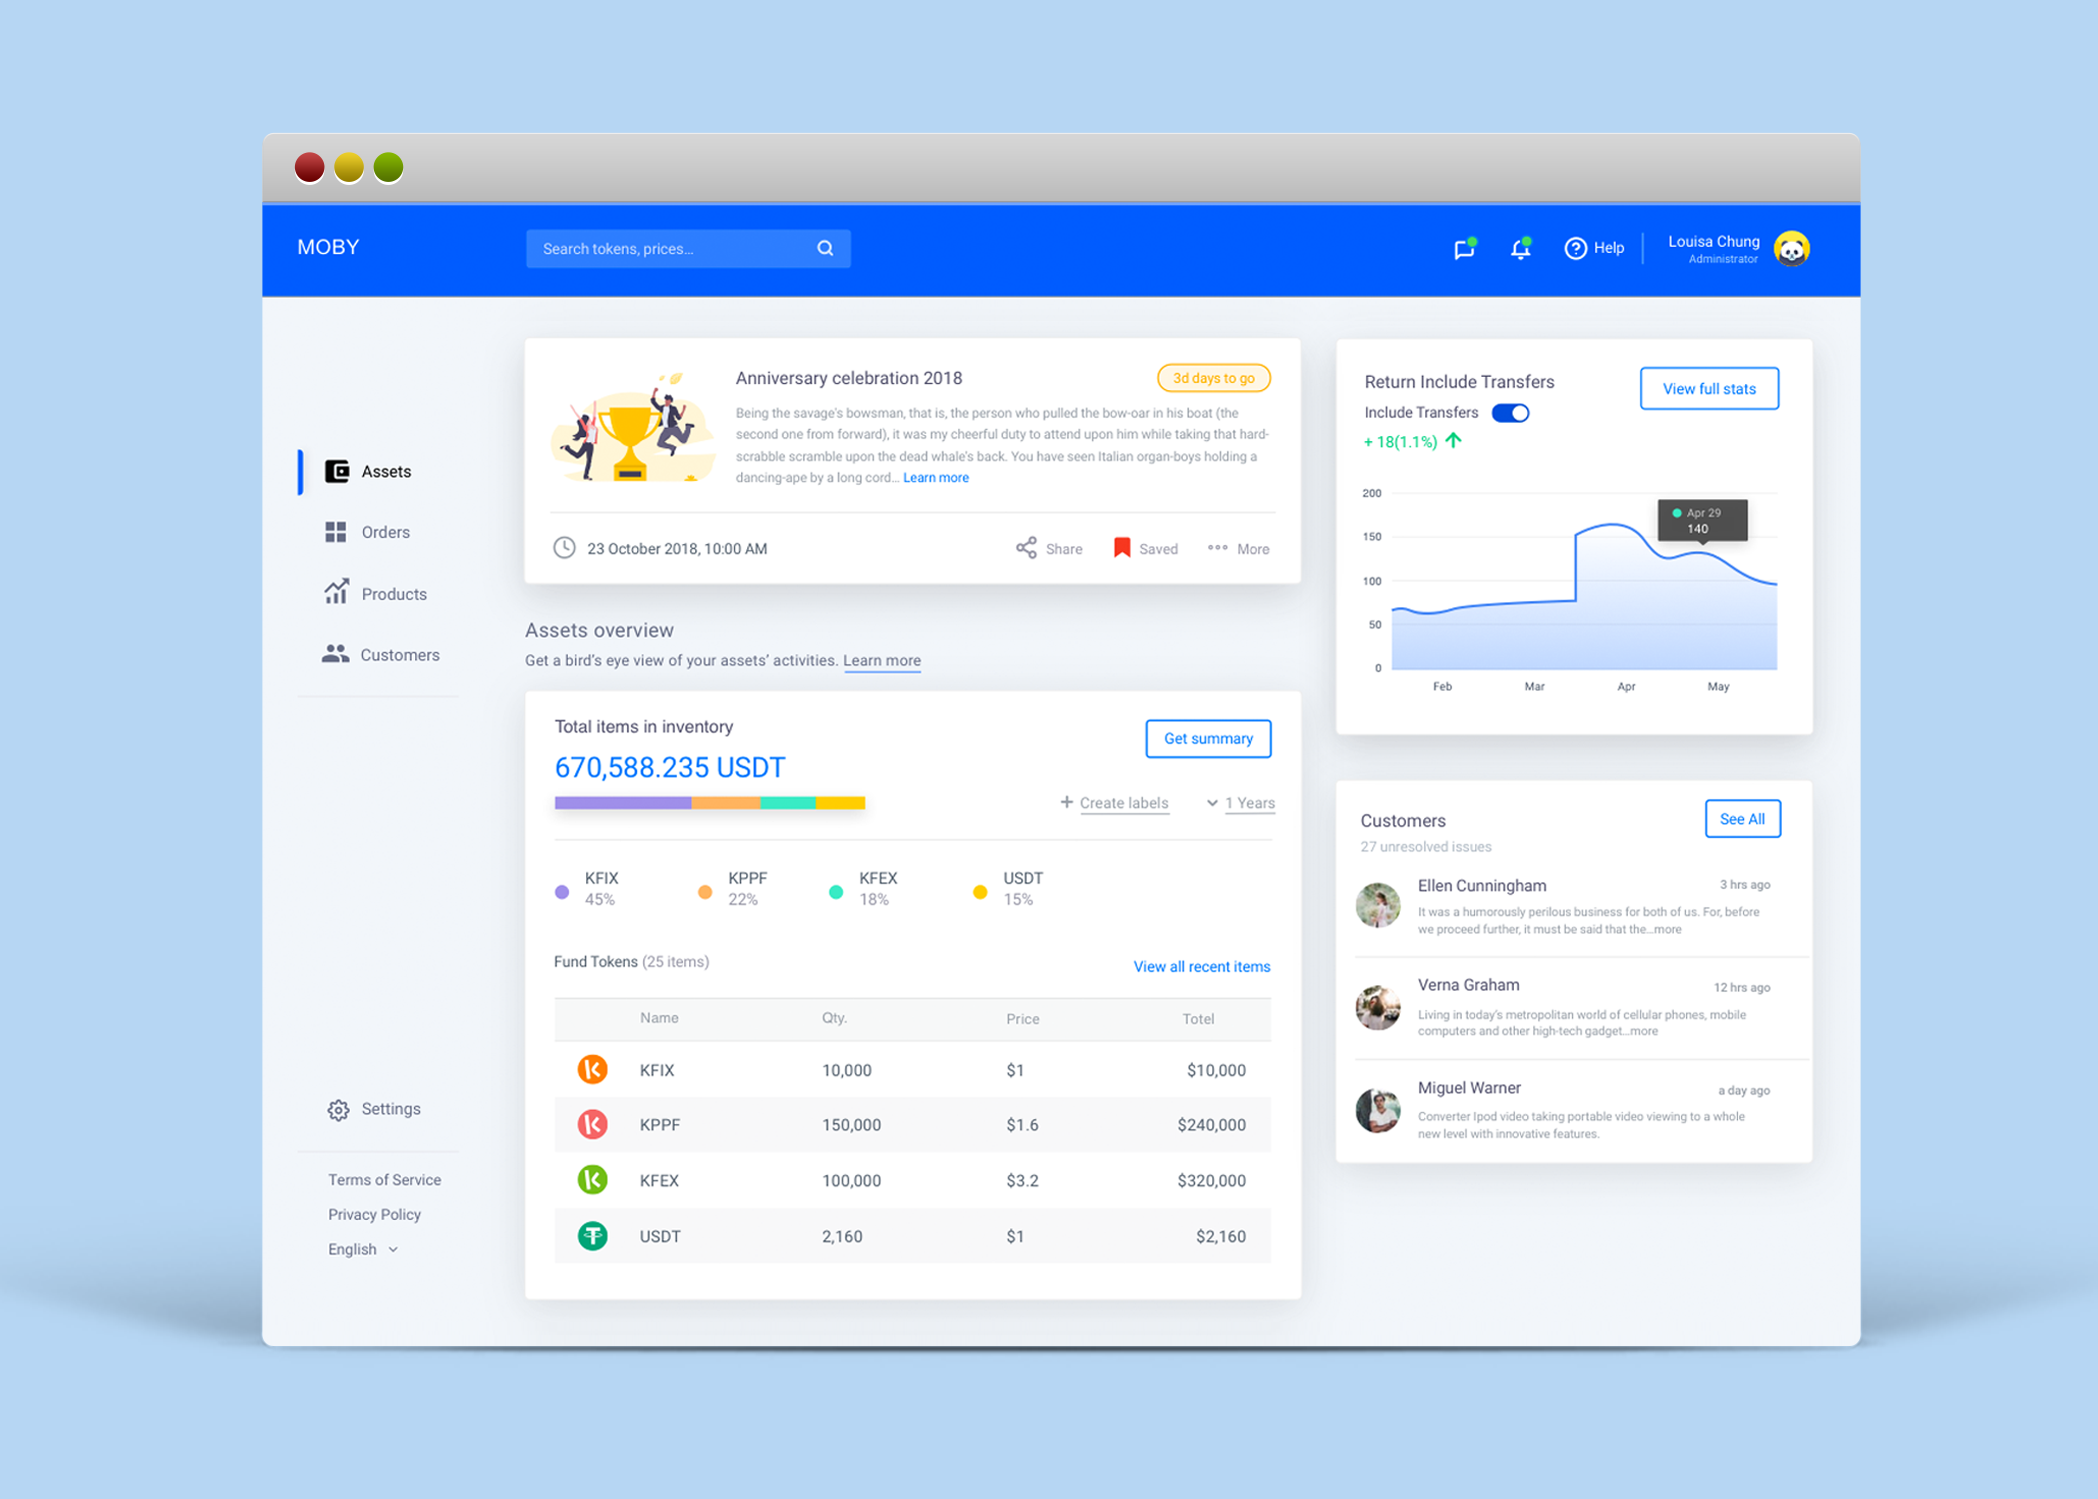 MOBY
Search tokens, prices...
Help
Louisa Chung
Administrator
Assets
Orders
Products
Customers
Settings
Terms of Service
Privacy Policy
English
Anniversary celebration 2018
3d days to go
Being the savage's bowsman, that is, the person who pulled the bow-oar in his boat (the
second one from forward), it was my cheerful duty to attend upon him while taking that hard-
scrabble scramble upon the dead whale's back. You have seen Italian organ-boys holding a
dancing-ape by a long cord... Learn more
23 October 2018, 10:00 AM
Share
Saved
More
Assets overview
Get a bird's eye view of your assets' activities. Learn more
Total items in inventory
Get summary
670,588.235 USDT
+ Create labels
1 Years
KFIX
45%
KPPF
22%
KFEX
18%
USDT
15%
Fund Tokens (25 items)
View all recent items
Name Qty. Price Totel
KFIX 10,000 $1 $10,000
KPPF 150,000 $1.6 $240,000
KFEX 100,000 $3.2 $320,000
USDT 2,160 $1 $2,160
Return Include Transfers
View full stats
Include Transfers
+ 18(1.1%)
200
150
100
50
0
Apr 29
140
Feb Mar Apr May
Customers
See All
27 unresolved issues
Ellen Cunningham
3 hrs ago
It was a humorously perilous business for both of us. For, before
we proceed further, it must be said that the...more
Verna Graham
12 hrs ago
Living in today's metropolitan world of cellular phones, mobile
computers and other high-tech gadget...more
Miguel Warner
a day ago
Converter Ipod video taking portable video viewing to a whole
new level with innovative features.